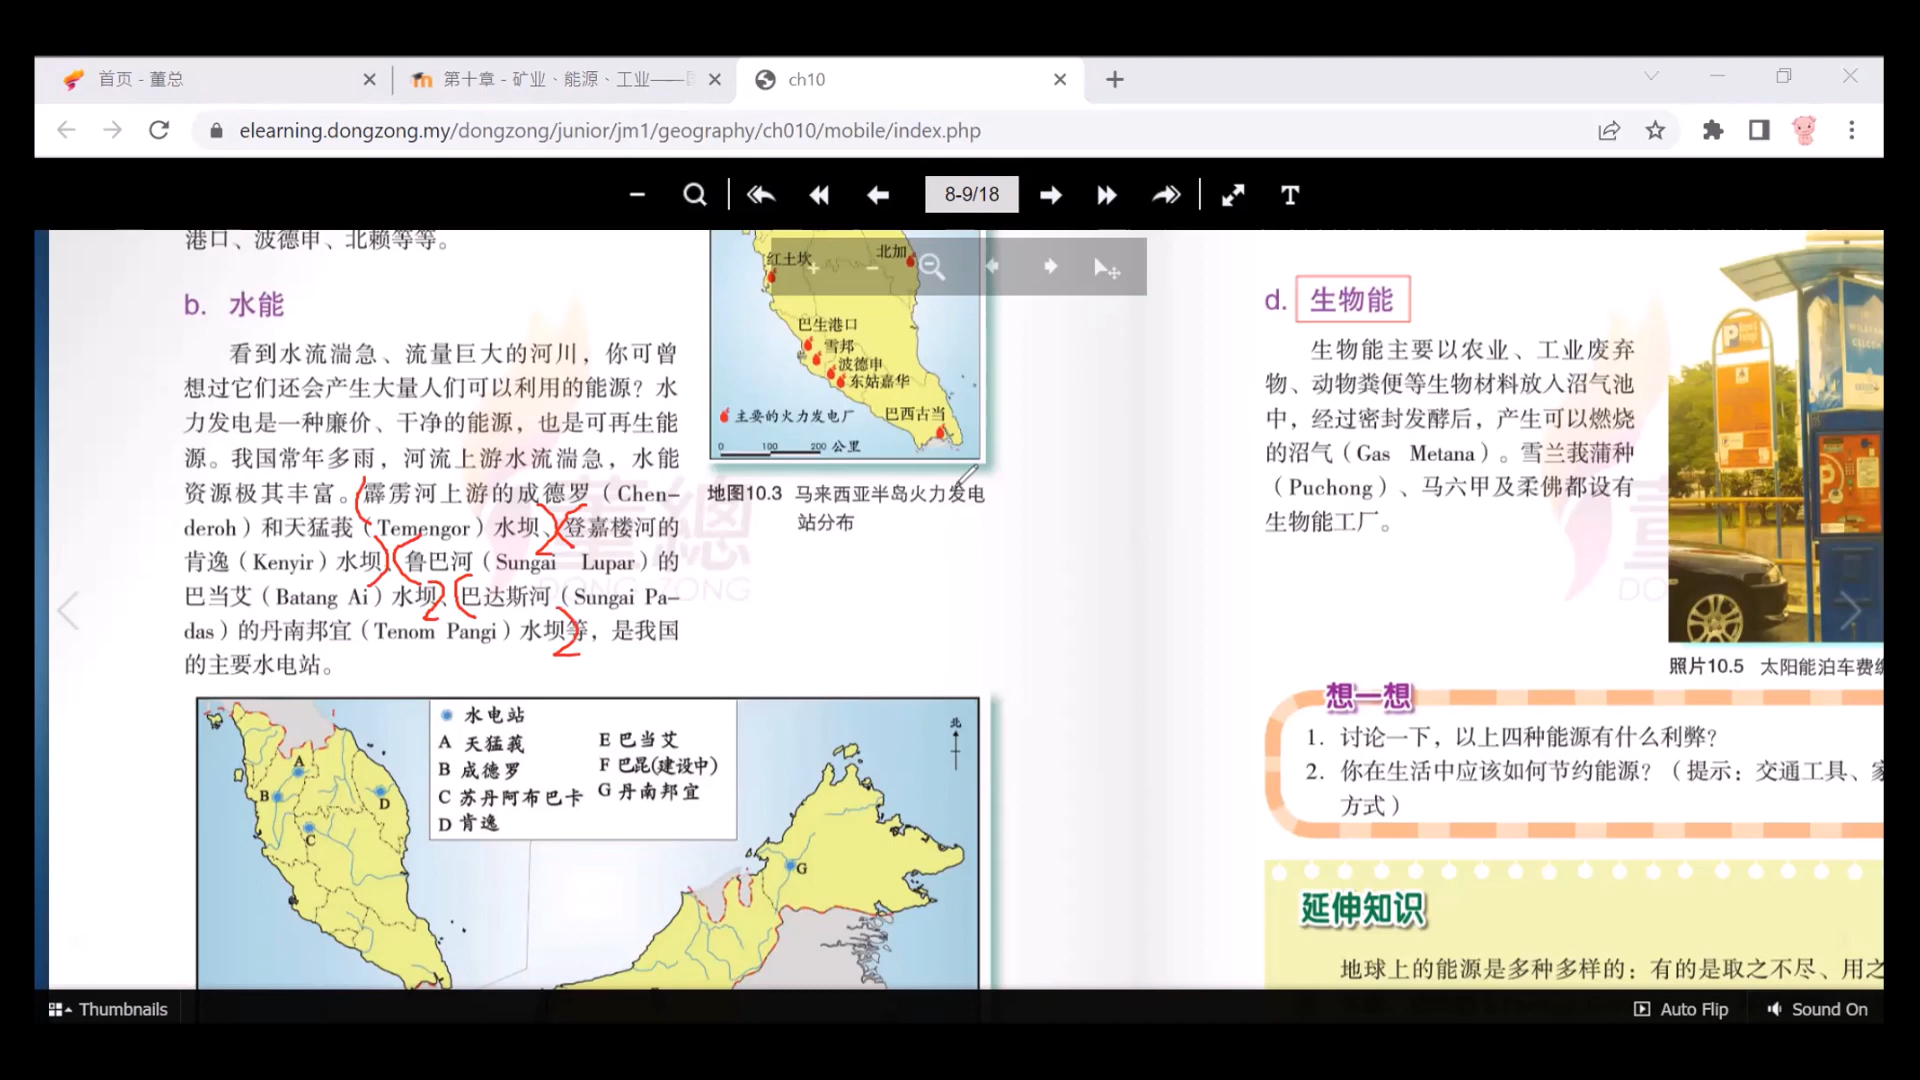 首页 - 董总
第十章 - 矿业、能源、工业——
ch10
elearning.dongzong.my/dongzong/junior/jm1/geography/ch010/mobile/index.php
8-9/18
港口、波德申、北赖等等。
b. 水能
看到水流湍急、流量巨大的河川，你可曾
想过它们还会产生大量人们可以利用的能源？水
力发电是一种廉价、干净的能源，也是可再生能
源。我国常年多雨，河流上游水流湍急，水能
资源极其丰富。霹雳河上游的成德罗（Chen–
deroh）和天猛莪（Temengor）水坝、登嘉楼河的
肯逸（Kenyir）水坝、鲁巴河（Sungai Lupar）的
巴当艾（Batang Ai）水坝、巴达斯河（Sungai Pa–
das）的丹南邦宜（Tenom Pangi）水坝等，是我国
的主要水电站。
红土坎
北加
巴生港口
雪邦
波德申
东姑嘉华
巴西古当
主要的火力发电厂
0 100 200 公里
地图10.3 马来西亚半岛火力发电
站分布
水电站
A 天猛莪
B 成德罗
C 苏丹阿布巴卡
D 肯逸
E 巴当艾
F 巴昆(建设中)
G 丹南邦宜
北
A
B
C
D
G
d. 生物能
生物能主要以农业、工业废弃
物、动物粪便等生物材料放入沼气池
中，经过密封发酵后，产生可以燃烧
的沼气（Gas Metana）。雪兰莪蒲种
（Puchong）、马六甲及柔佛都设有
生物能工厂。
P
照片10.5 太阳能泊车费
想一想
1. 讨论一下，以上四种能源有什么利弊？
2. 你在生活中应该如何节约能源？（提示：交通工具、
方式）
延伸知识
地球上的能源是多种多样的：有的是取之不尽、用之
董總
DONG ZONG
Thumbnails
Auto Flip
Sound On